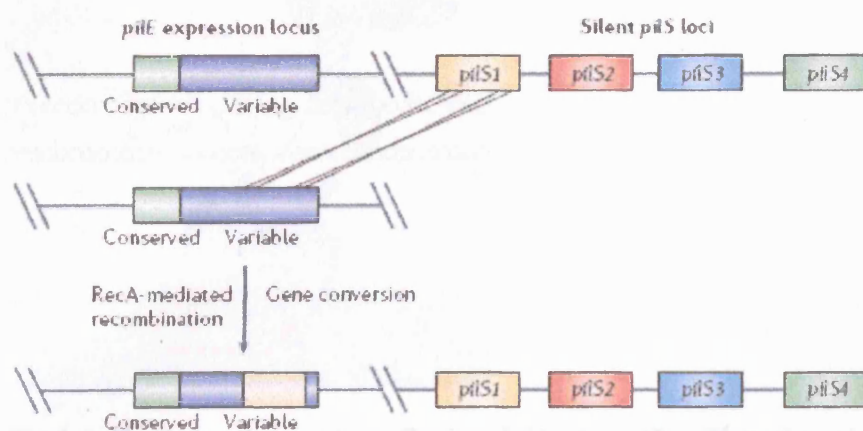 pilE expression locus
Silent pilS loci
pilS1 pilS2 pilS3 pilS4
Conserved Variable
Conserved Variable
RecA-mediated recombination
Gene conversion
pilS1 pilS2 pilS3 pilS4
Conserved Variable